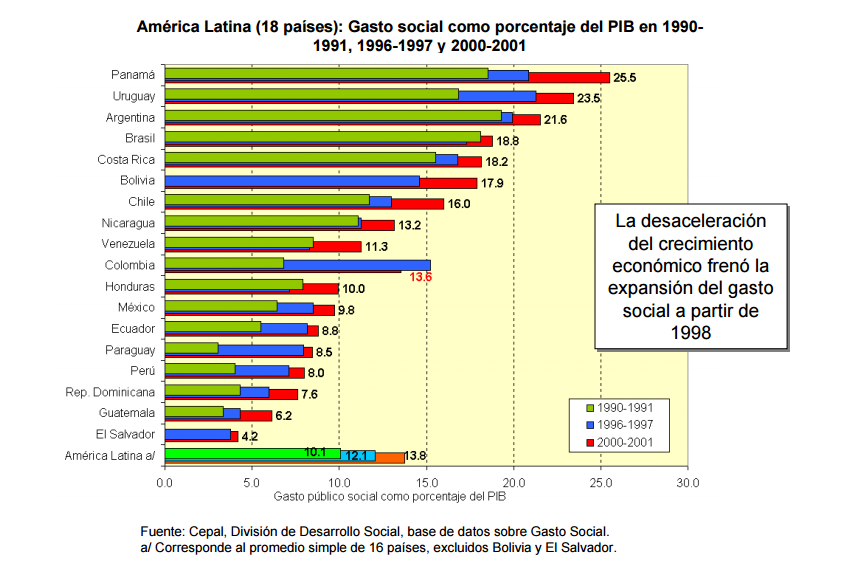 América Latina (18 países): Gasto social como porcentaje del PIB en 1990-
1991, 1996-1997 y 2000-2001
Panamá 25.5
Uruguay 23.5
Argentina 21.6
Brasil 18.8
Costa Rica 18.2
Bolivia 17.9
Chile 16.0
Nicaragua 13.2
Venezuela 11.3
Colombia 13.6
Honduras 10.0
México 9.8
Ecuador 8.8
Paraguay 8.5
Perú 8.0
Rep. Dominicana 7.6
Guatemala 6.2
El Salvador 4.2
América Latina a/ 10.1 12.1 13.8
0.0 5.0 10.0 15.0 20.0 25.0 30.0
Gasto público social como porcentaje del PIB
La desaceleración
del crecimiento
económico frenó la
expansión del gasto
social a partir de
1998
1990-1991
1996-1997
2000-2001
Fuente: Cepal, División de Desarrollo Social, base de datos sobre Gasto Social.
a/ Corresponde al promedio simple de 16 países, excluidos Bolivia y El Salvador.